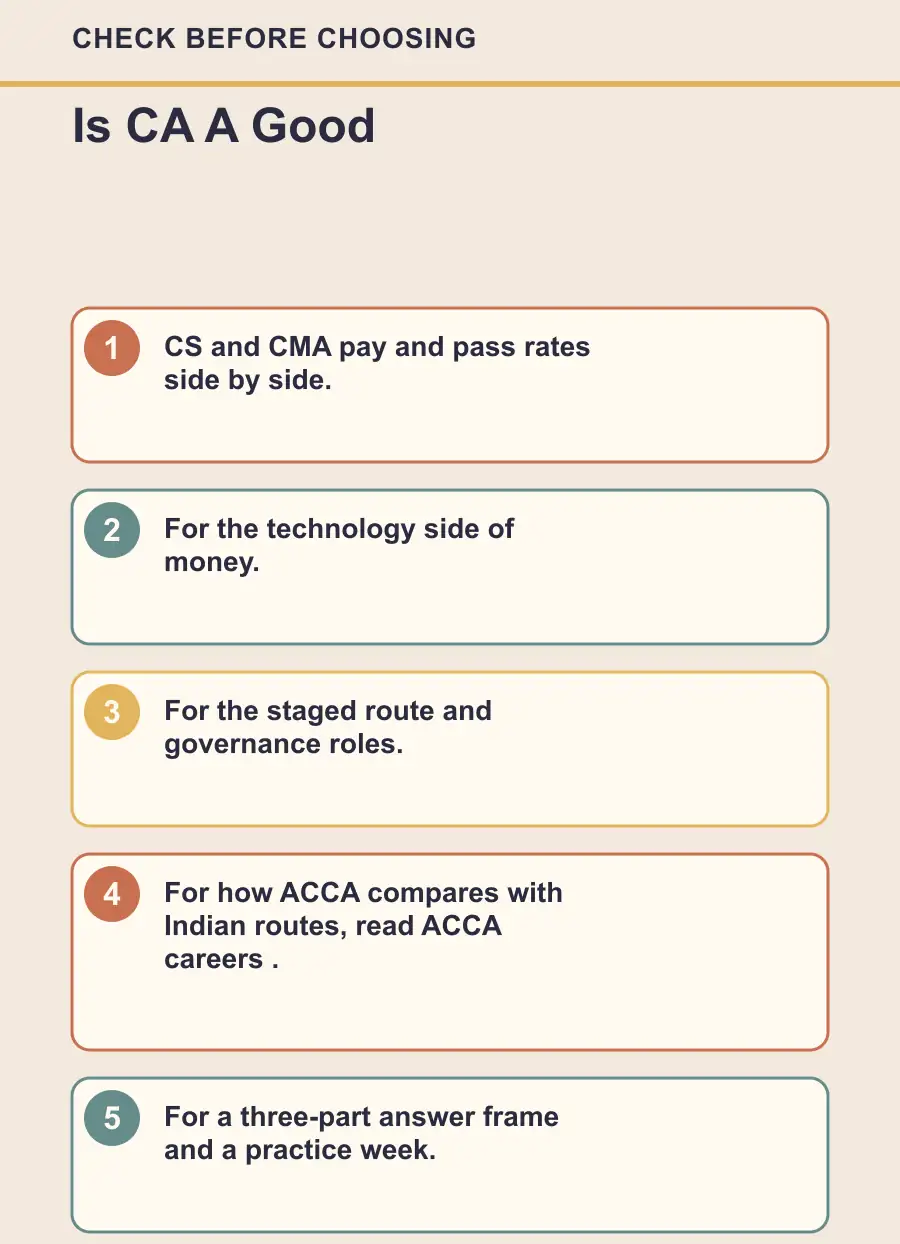 CHECK BEFORE CHOOSING
Is CA A Good
1
CS and CMA pay and pass rates
side by side.
2
For the technology side of
money.
3
For the staged route and
governance roles.
4
For how ACCA compares with
Indian routes, read ACCA
careers .
5
For a three-part answer frame
and a practice week.